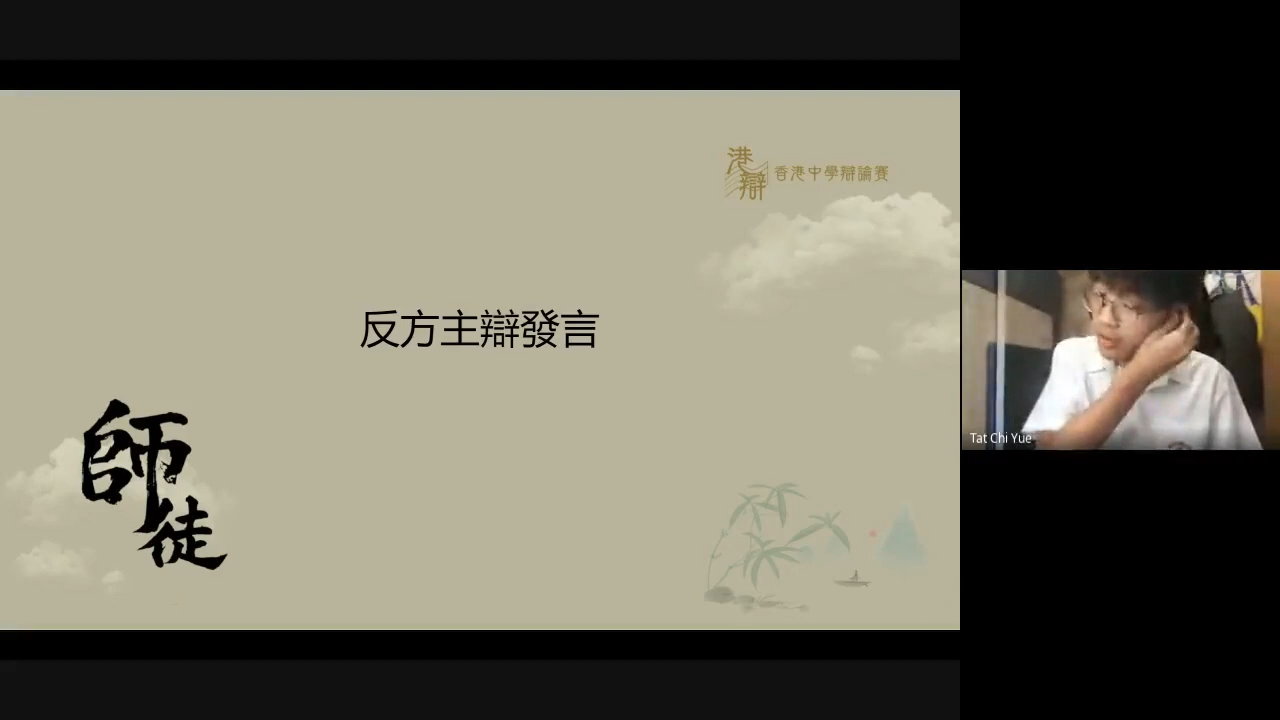 港辯
香港中學辯論賽
反方主辯發言
師徒
Tat Chi Yue